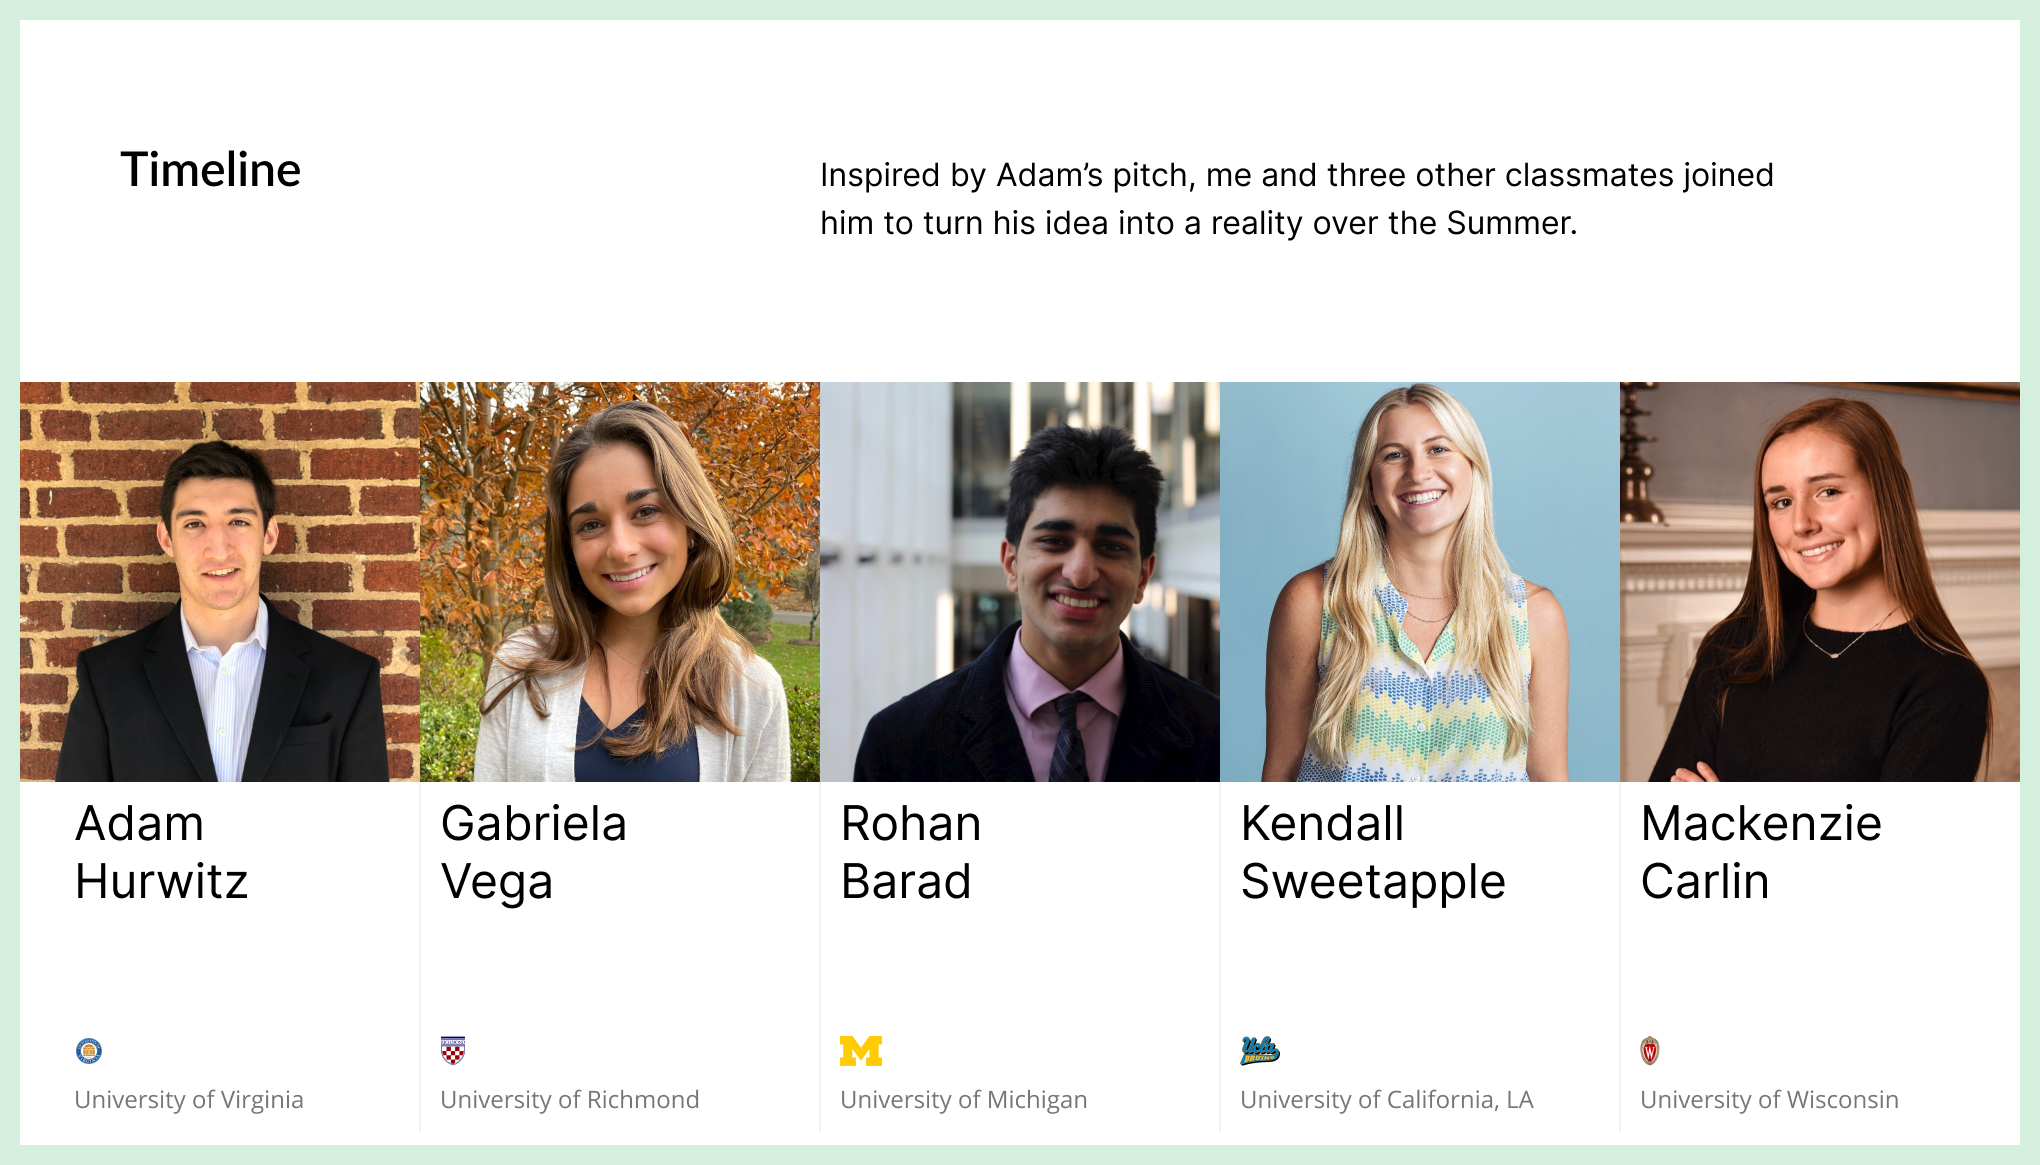 Timeline
Inspired by Adam’s pitch, me and three other classmates joined
him to turn his idea into a reality over the Summer.
Adam
Hurwitz
Gabriela
Vega
Rohan
Barad
Kendall
Sweetapple
Mackenzie
Carlin
M
Ucla
BRUINS
W
University of Virginia
University of Richmond
University of Michigan
University of California, LA
University of Wisconsin